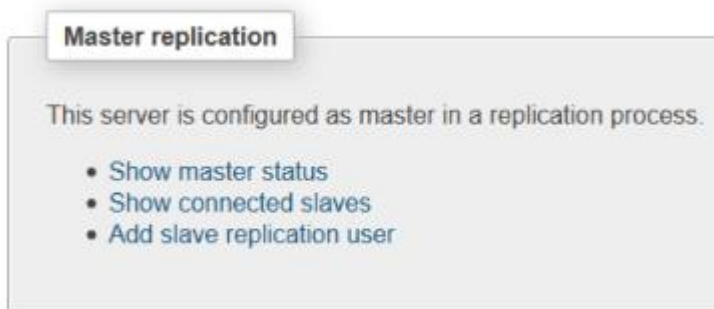 Master replication
This server is configured as master in a replication process.
Show master status
Show connected slaves
Add slave replication user